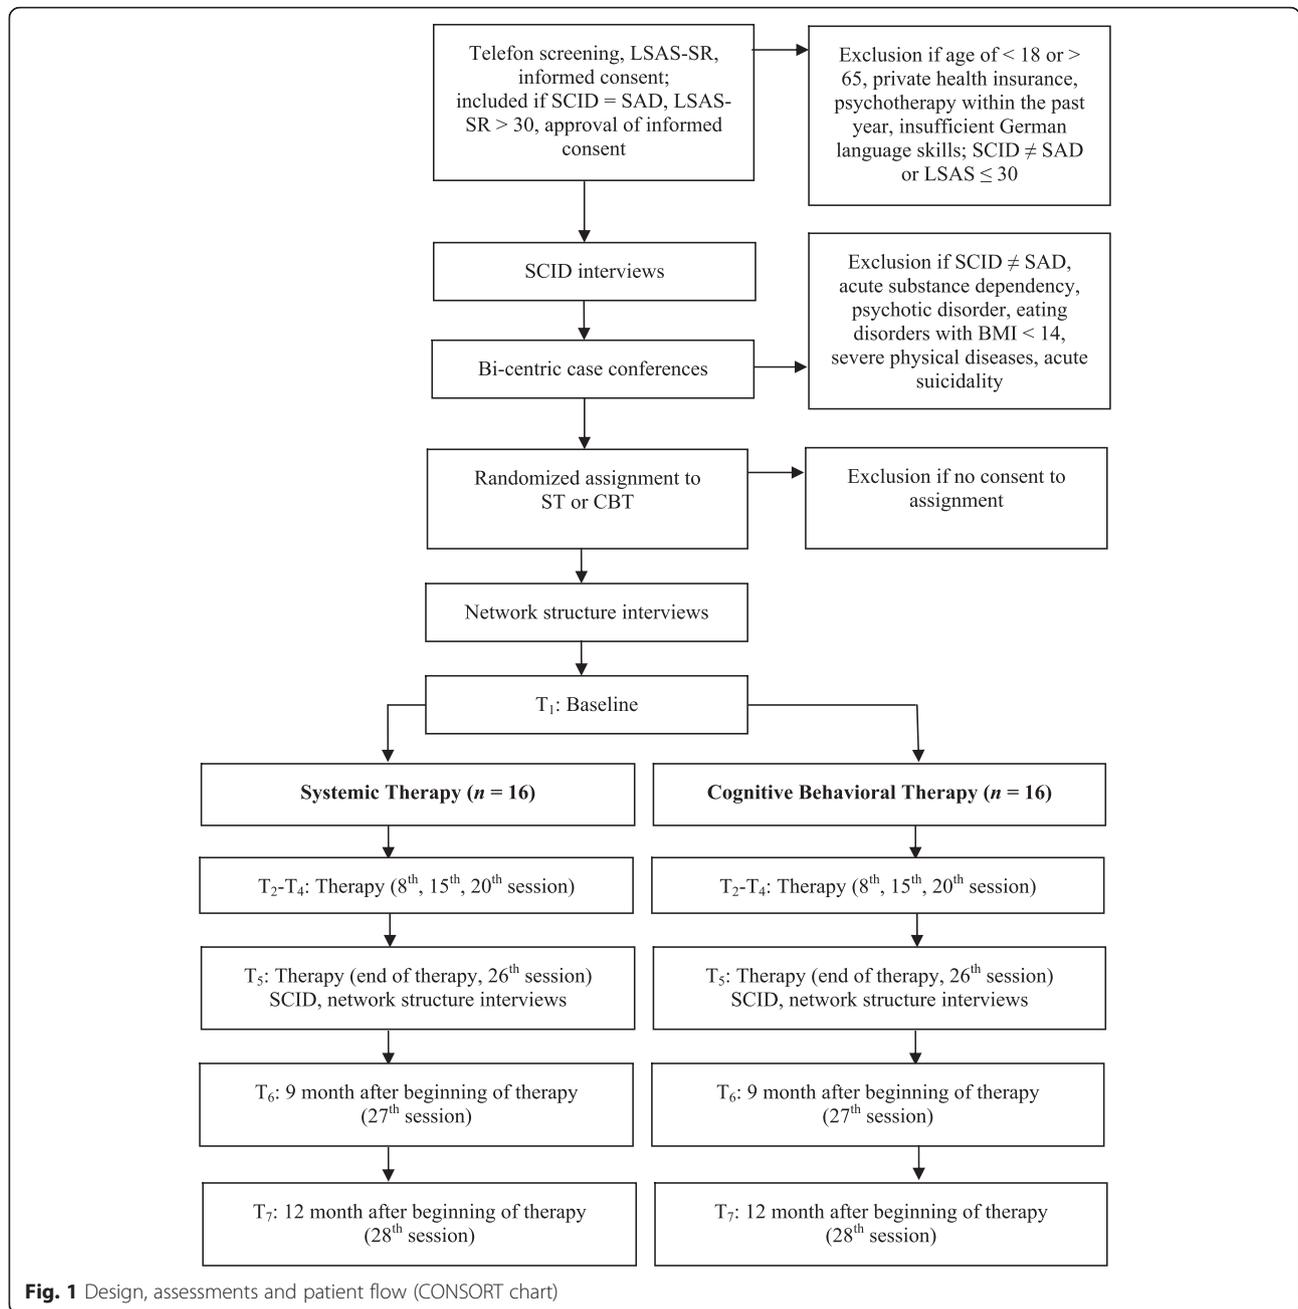 Telefon screening, LSAS-SR,
informed consent;
included if SCID = SAD, LSAS-
SR > 30, approval of informed
consent
Exclusion if age of < 18 or >
65, private health insurance,
psychotherapy within the past
year, insufficient German
language skills; SCID ≠ SAD
or LSAS ≤ 30
SCID interviews
Exclusion if SCID ≠ SAD,
acute substance dependency,
psychotic disorder, eating
disorders with BMI < 14,
severe physical diseases, acute
suicidality
Bi-centric case conferences
Randomized assignment to
ST or CBT
Exclusion if no consent to
assignment
Network structure interviews
T₁: Baseline
Systemic Therapy (n = 16)
Cognitive Behavioral Therapy (n = 16)
T₂-T₄: Therapy (8th, 15th, 20th session)
T₂-T₄: Therapy (8th, 15th, 20th session)
T₅: Therapy (end of therapy, 26th session)
SCID, network structure interviews
T₅: Therapy (end of therapy, 26th session)
SCID, network structure interviews
T₆: 9 month after beginning of therapy
(27th session)
T₆: 9 month after beginning of therapy
(27th session)
T₇: 12 month after beginning of therapy
(28th session)
T₇: 12 month after beginning of therapy
(28th session)
Fig. 1 Design, assessments and patient flow (CONSORT chart)